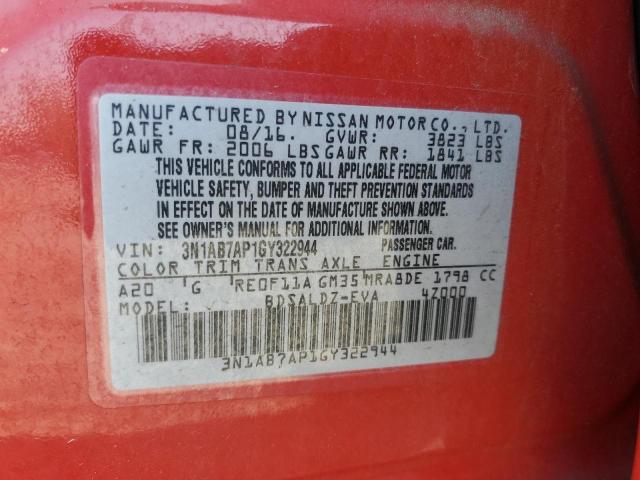 MANUFACTURED BY NISSAN MOTOR CO., LTD.
DATE: 08/16. GVWR: 3823 LBS
GAWR FR: 2006 LBS GAWR RR: 1841 LBS
THIS VEHICLE CONFORMS TO ALL APPLICABLE FEDERAL MOTOR
VEHICLE SAFETY, BUMPER AND THEFT PREVENTION STANDARDS
IN EFFECT ON THE DATE OF MANUFACTURE SHOWN ABOVE.
SEE OWNER'S MANUAL FOR ADDITIONAL INFORMATION.
VIN: 3N1AB7AP1GY322944 PASSENGER CAR.
COLOR TRIM TRANS AXLE ENGINE
A20 G RE0F11A GM35 MRA8DE 1798 CC
MODEL: BDSALDZ-EVA 4Z000
3N1AB7AP1GY322944